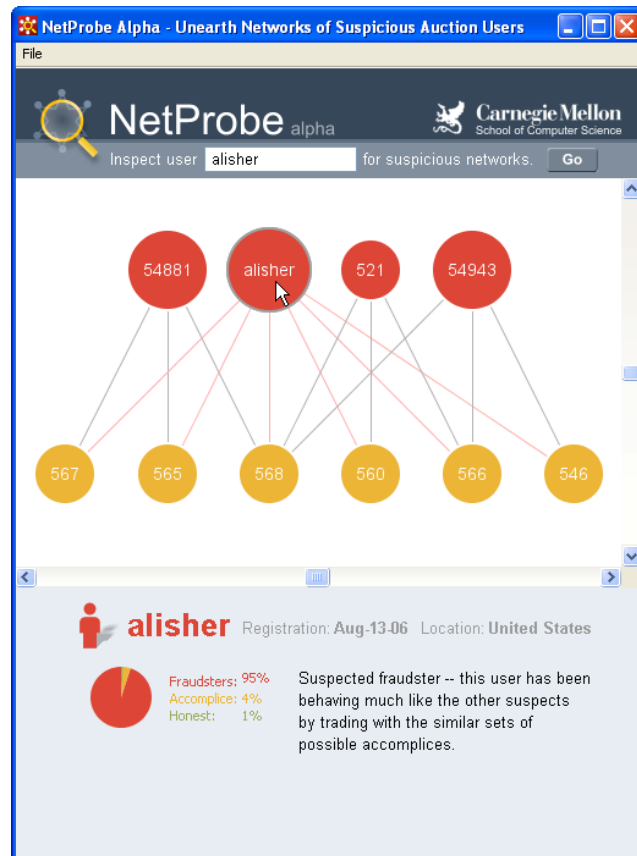 NetProbe Alpha - Unearth Networks of Suspicious Auction Users
File
NetProbe alpha
Carnegie Mellon
School of Computer Science
Inspect user alisher for suspicious networks. Go
54881 alisher 521 54943
567 565 568 560 566 546
alisher Registration: Aug-13-06 Location: United States
Fraudsters: 95%
Accomplice: 4%
Honest: 1%
Suspected fraudster -- this user has been
behaving much like the other suspects
by trading with the similar sets of
possible accomplices.